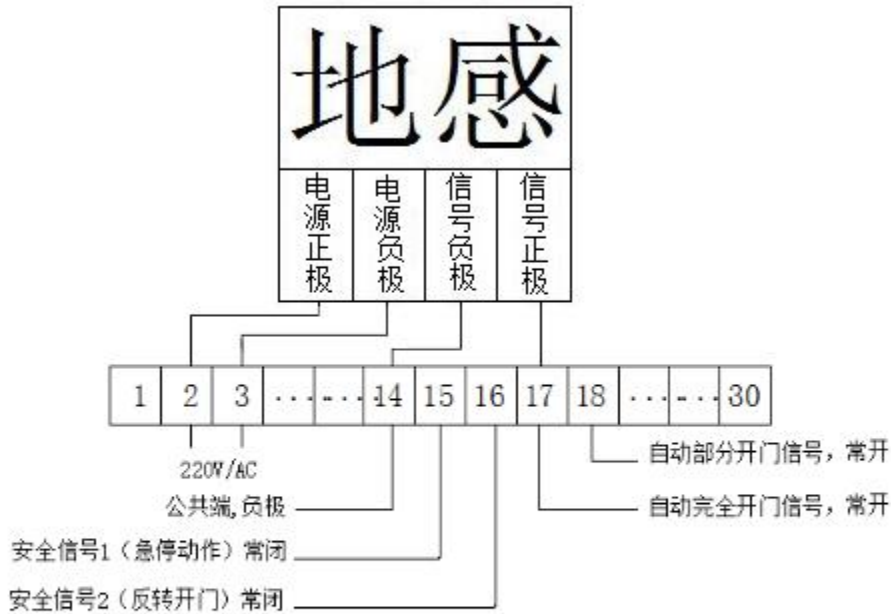 地感
电源正极
电源负极
信号负极
信号正极
1 2 3 ...-... 14 15 16 17 18 ...-... 30
220V/AC
公共端,负极
安全信号1（急停动作）常闭
安全信号2（反转开门）常闭
自动部分开门信号，常开
自动完全开门信号，常开